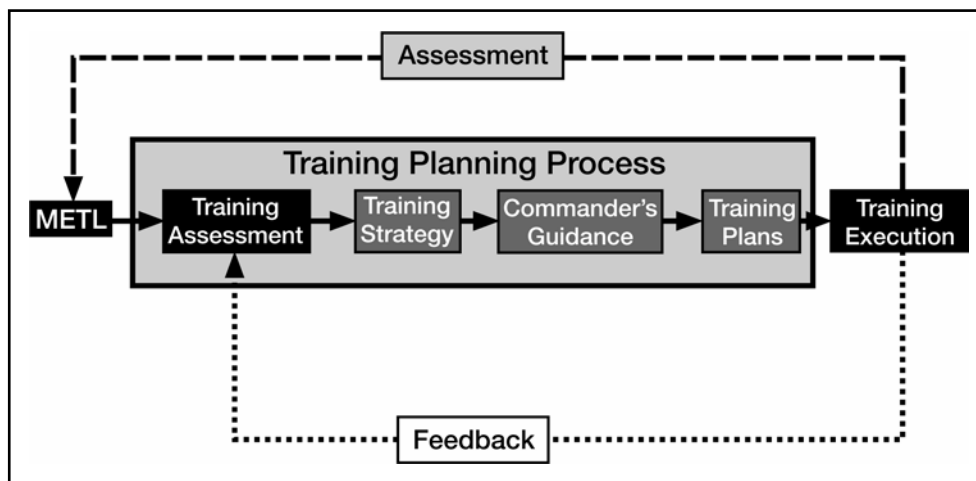 Assessment
Training Planning Process
METL
Training
Assessment
Training
Strategy
Commander's
Guidance
Training
Plans
Training
Execution
Feedback